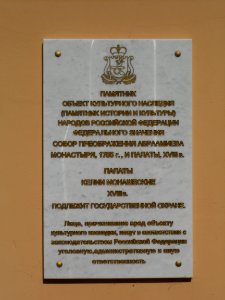 ПАМЯТНИК
ОБЪЕКТ КУЛЬТУРНОГО НАСЛЕДИЯ
(ПАМЯТНИК ИСТОРИИ И КУЛЬТУРЫ)
НАРОДОВ РОССИЙСКОЙ ФЕДЕРАЦИИ
ФЕДЕРАЛЬНОГО ЗНАЧЕНИЯ
СОБОР ПРЕОБРАЖЕНИЯ АВРАМИЕВА
МОНАСТЫРЯ, 1755 г., И ПАЛАТЫ, XVIII в.
ПАЛАТЫ
КЕЛИИ МОНАШЕСКИЕ
XVIII в.
ПОДЛЕЖИТ ГОСУДАРСТВЕННОЙ ОХРАНЕ.
Лица, причинившие вред объекту
культурного наследия, несут в соответствии с
законодательством Российской Федерации
уголовную, административную и иную
ответственность